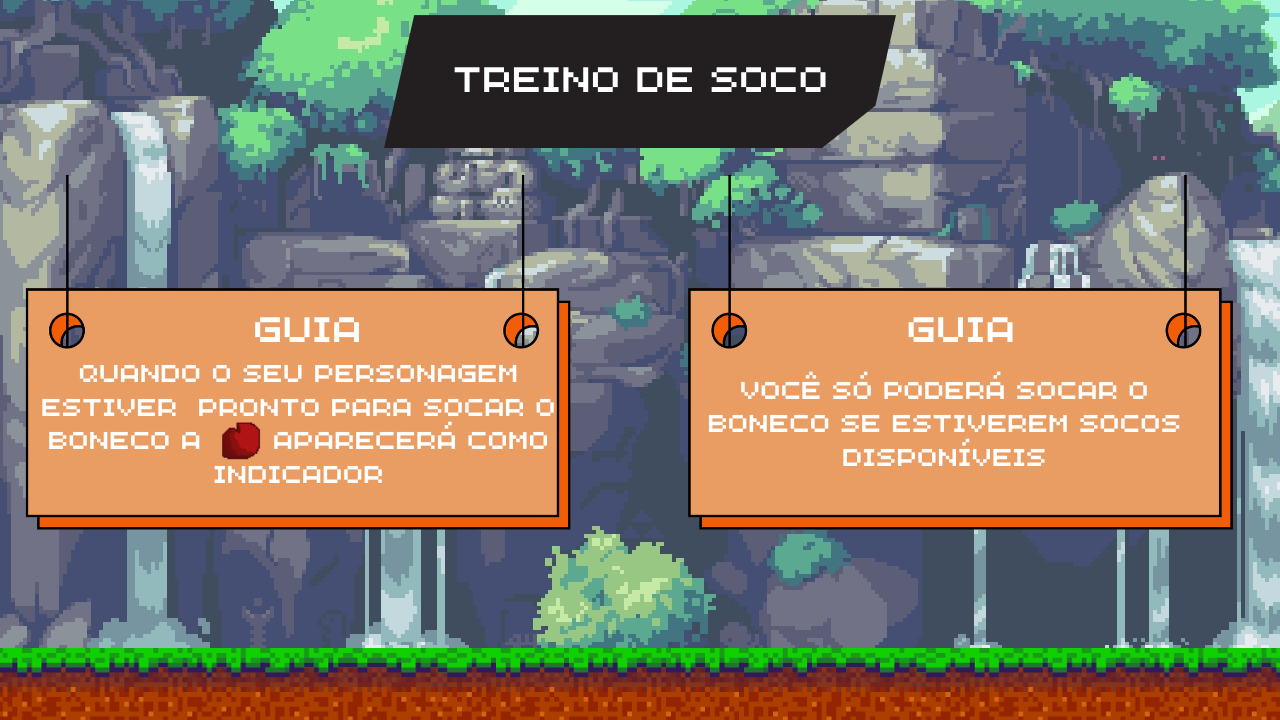 TREINO DE SOCO
GUIA
QUANDO O SEU PERSONAGEM
ESTIVER PRONTO PARA SOCAR O
BONECO A APARECERÁ COMO
INDICADOR
GUIA
VOCÊ SÓ PODERÁ SOCAR O
BONECO SE ESTIVEREM SOCOS
DISPONÍVEIS